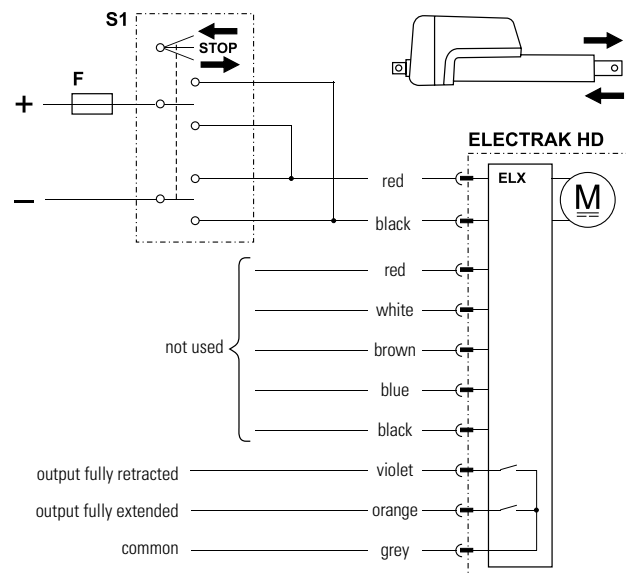 S1
STOP
F
+
–
ELECTRAK HD
ELX
M
red
black
red
white
not used
brown
blue
black
output fully retracted
violet
output fully extended
orange
common
grey